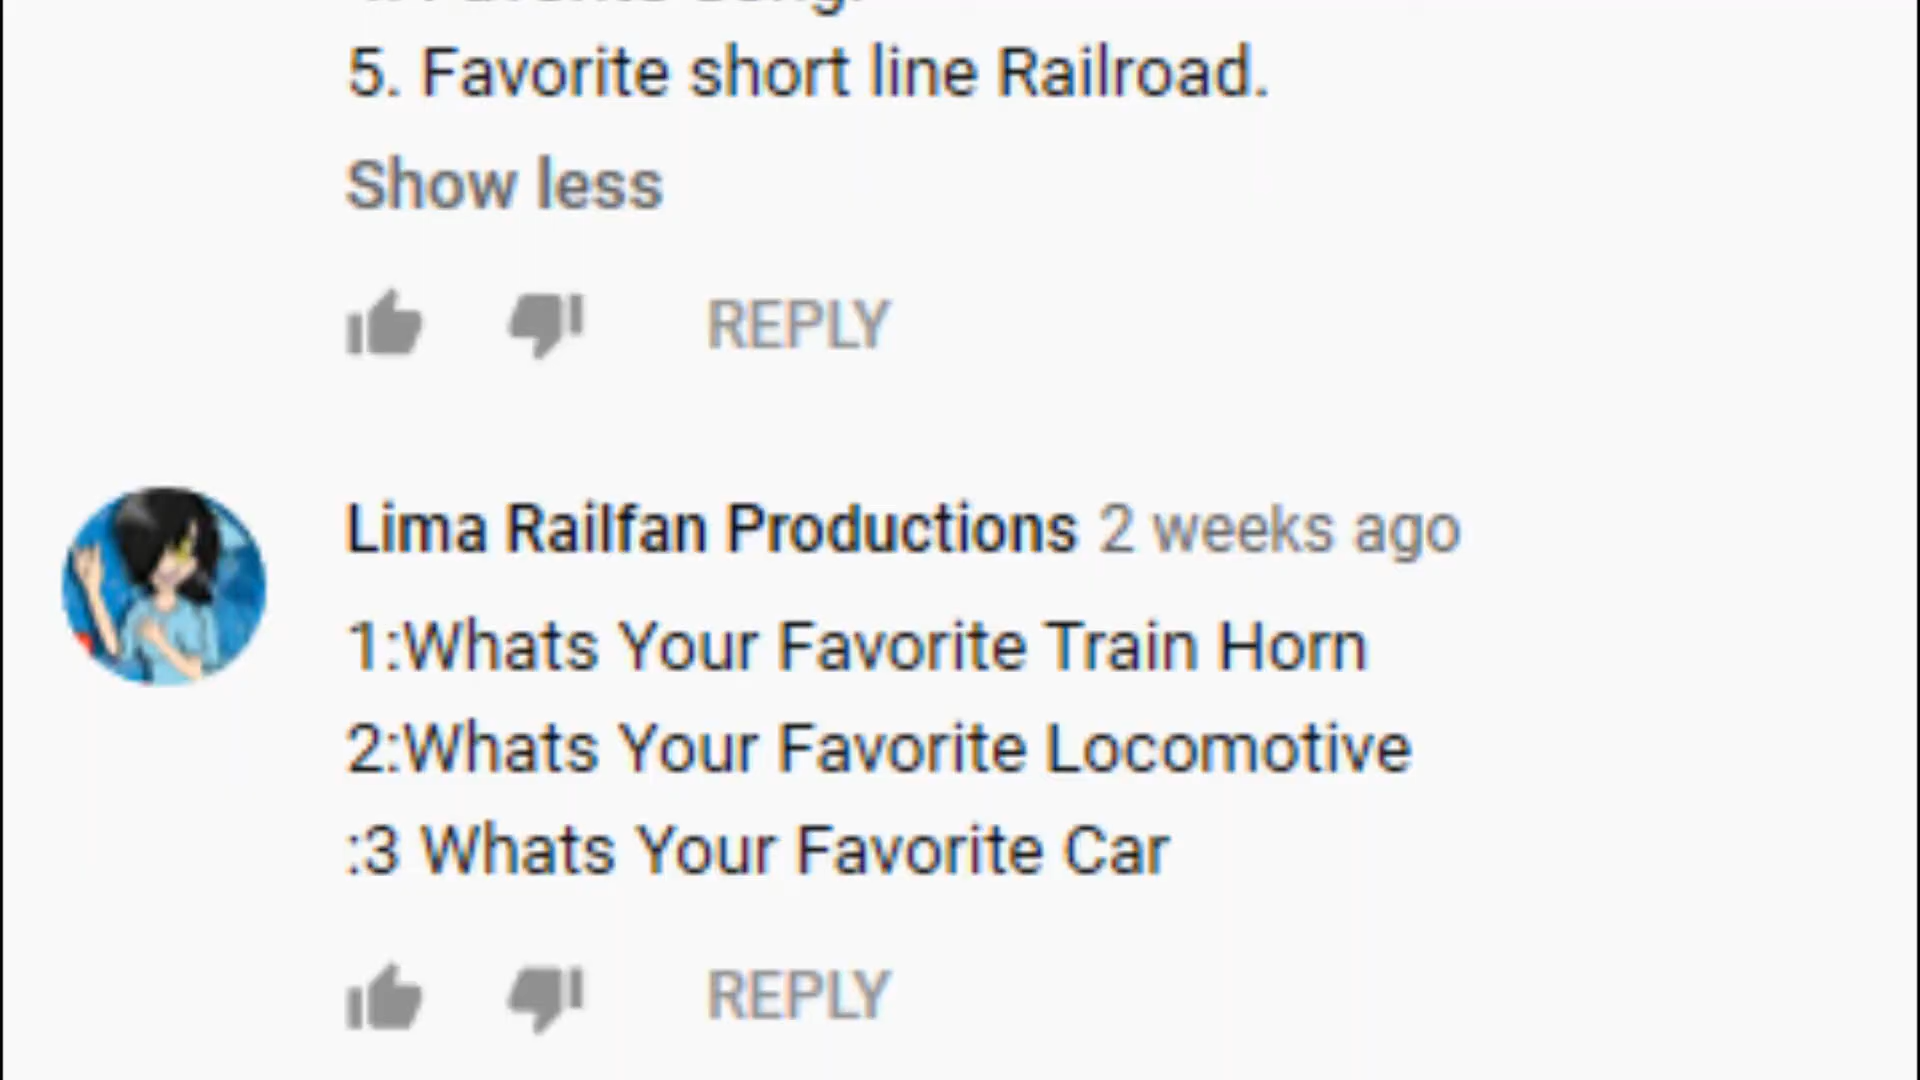 5. Favorite short line Railroad.
Show less
REPLY
Lima Railfan Productions 2 weeks ago
1:Whats Your Favorite Train Horn
2:Whats Your Favorite Locomotive
:3 Whats Your Favorite Car
REPLY